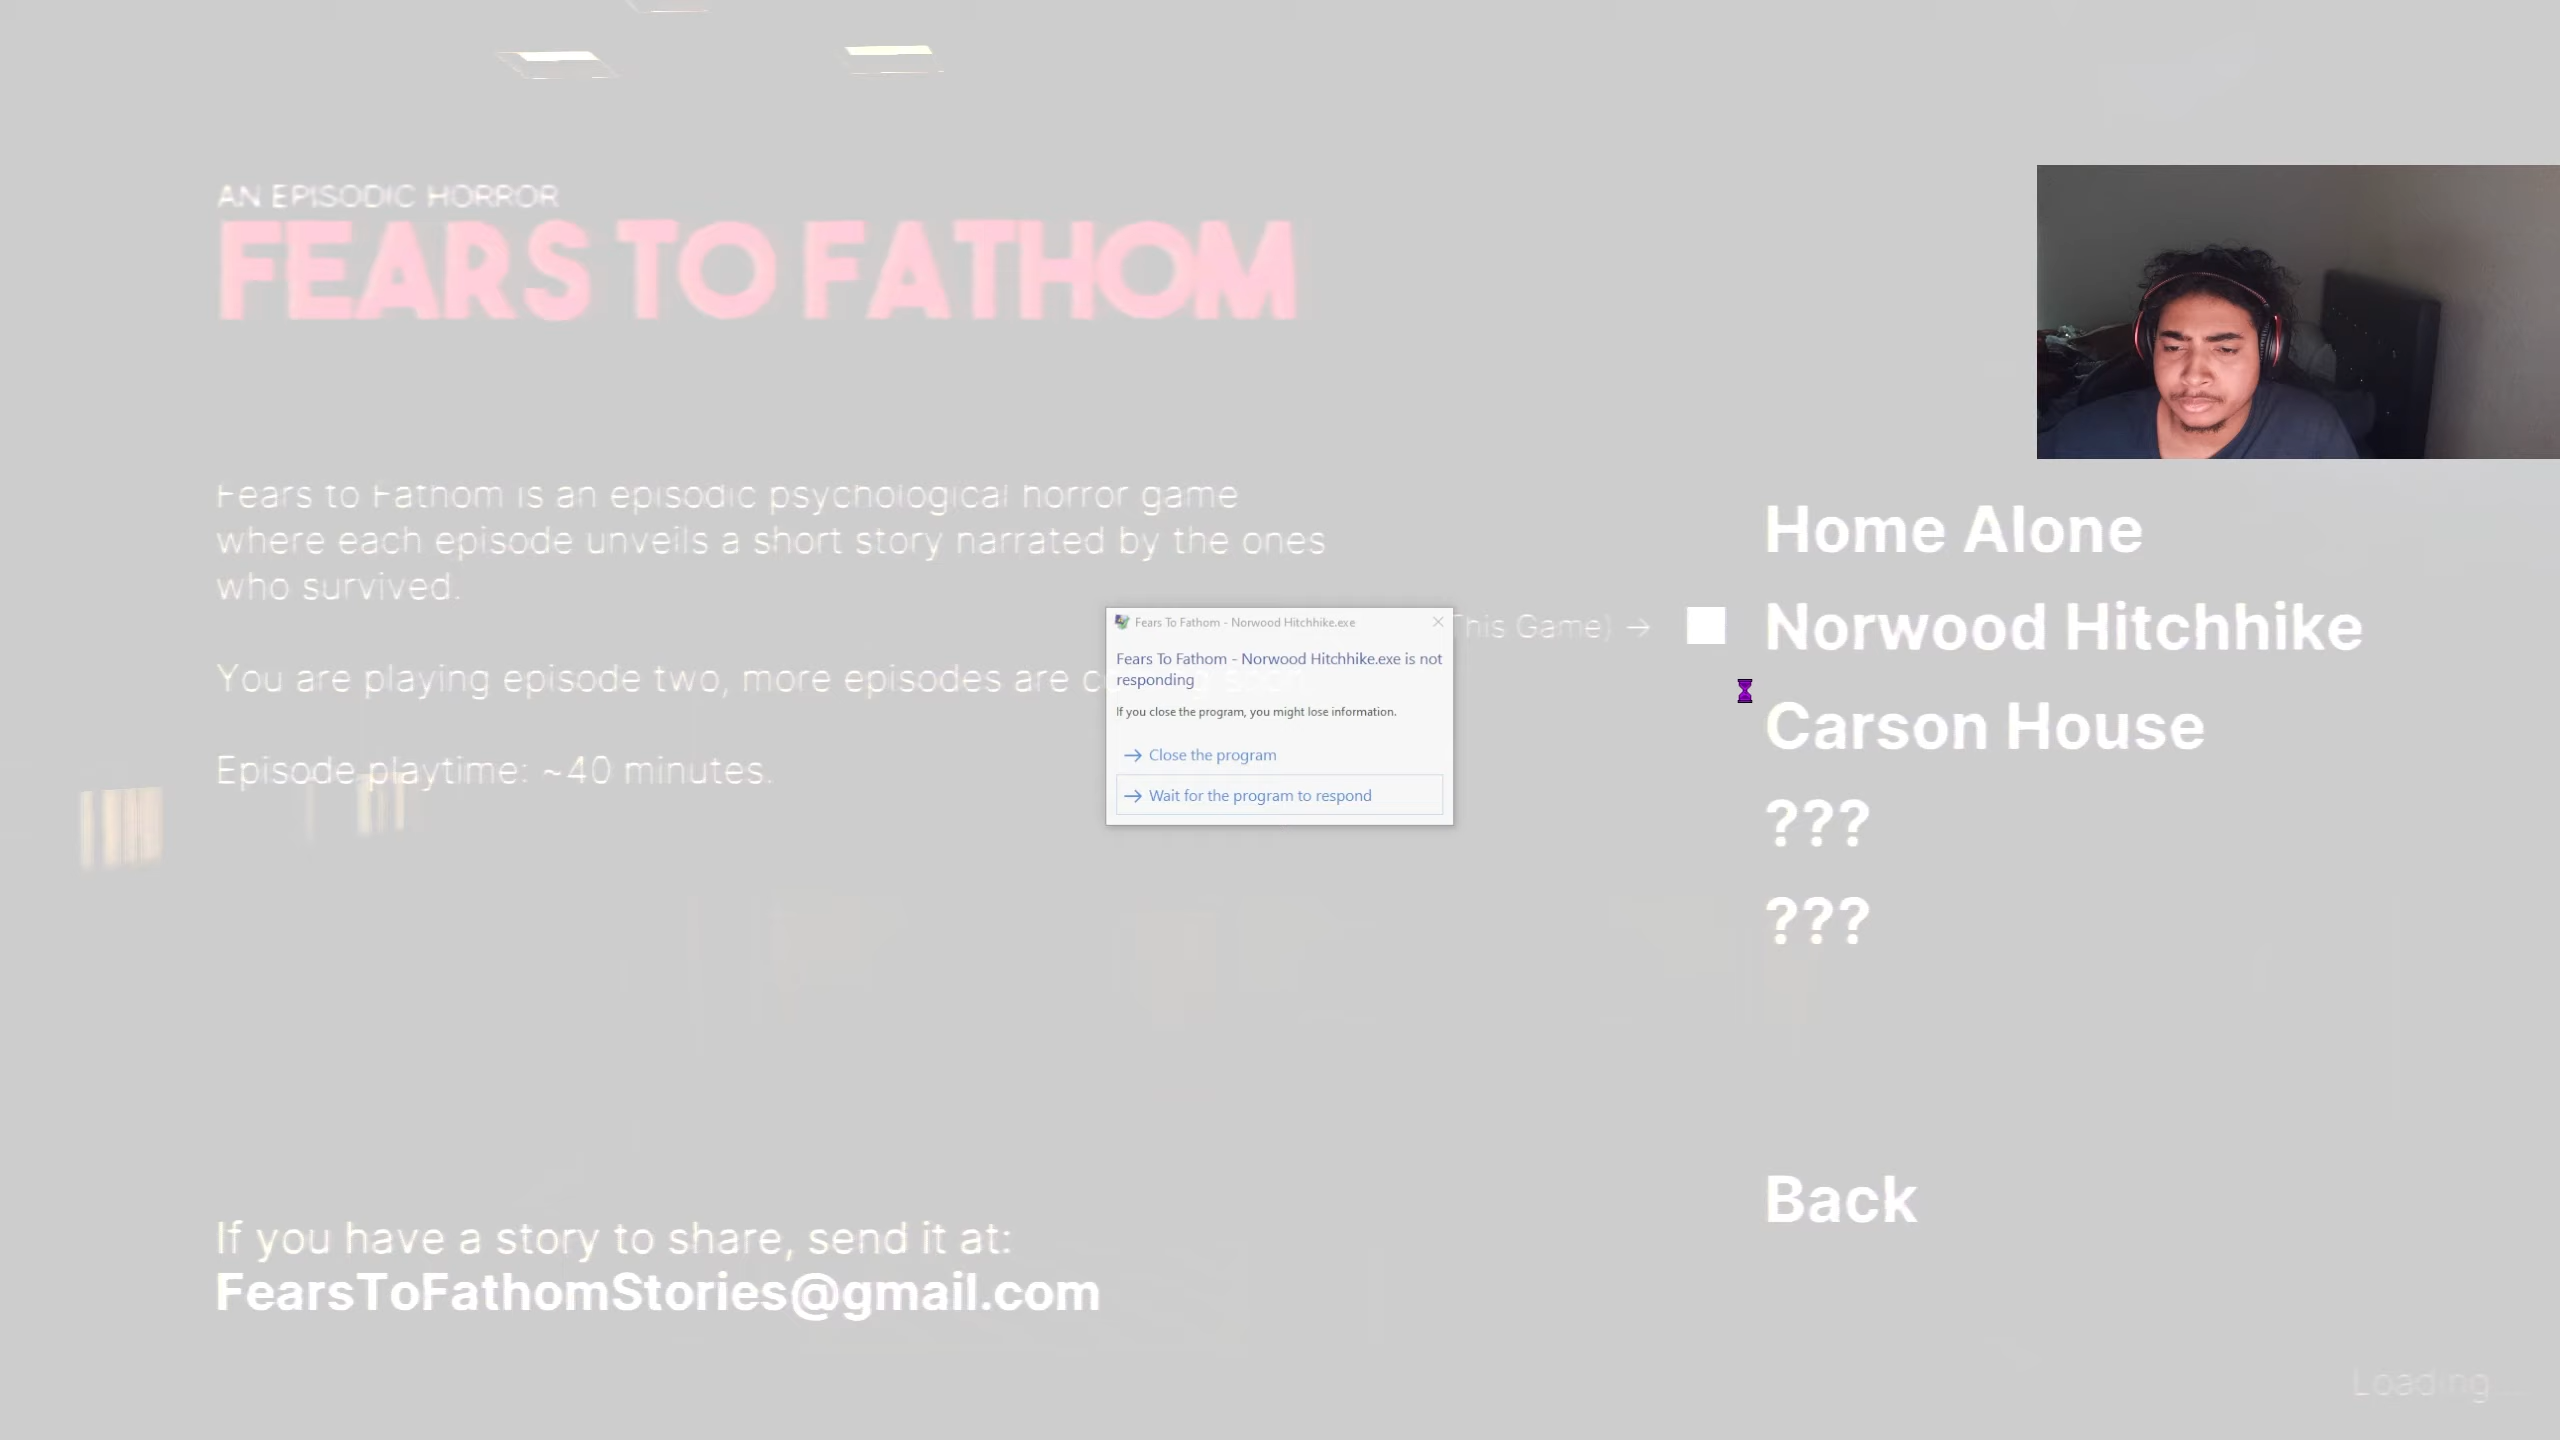 AN EPISODIC HORROR
FEARS TO FATHOM
Fears to Fathom is an episodic psychological horror game
where each episode unveils a short story narrated by the ones
who survived.
You are playing episode two, more episodes are
Episode playtime: ~40 minutes.
If you have a story to share, send it at:
FearsToFathomStories@gmail.com
Fears To Fathom - Norwood Hitchhike.exe
Fears To Fathom - Norwood Hitchhike.exe is not
responding
If you close the program, you might lose information.
→ Close the program
→ Wait for the program to respond
This Game) →
Home Alone
Norwood Hitchhike
Carson House
???
???
Back
Loading